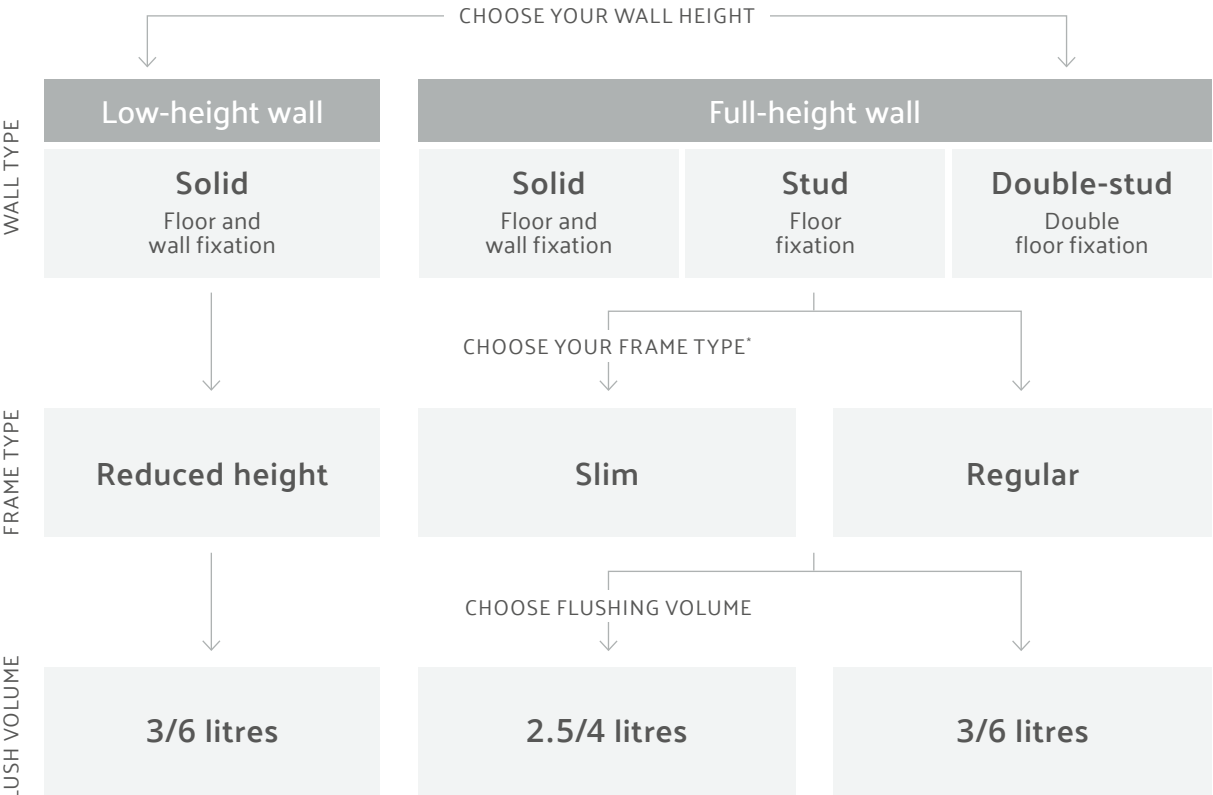 CHOOSE YOUR WALL HEIGHT
WALL TYPE
Low-height wall
Full-height wall
Solid
Floor and
wall fixation
Solid
Floor and
wall fixation
Stud
Floor
fixation
Double-stud
Double
floor fixation
CHOOSE YOUR FRAME TYPE*
FRAME TYPE
Reduced height
Slim
Regular
CHOOSE FLUSHING VOLUME
LUSH VOLUME
3/6 litres
2.5/4 litres
3/6 litres